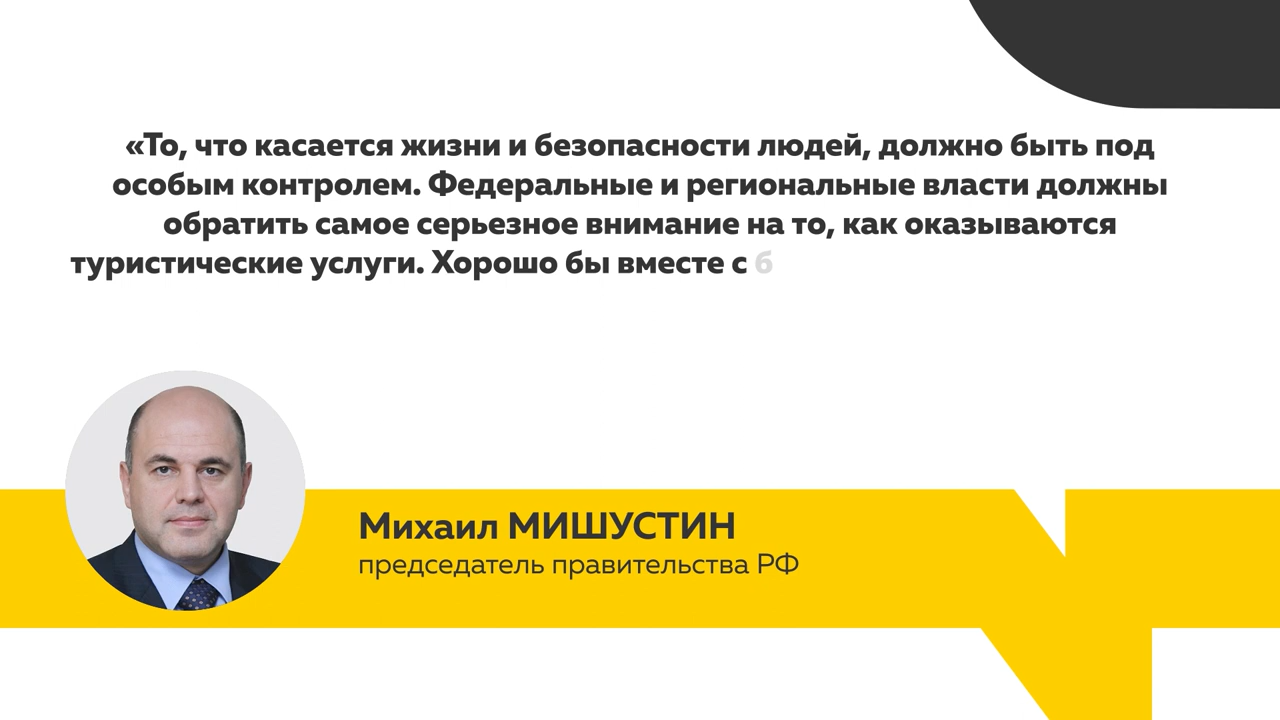 «То, что касается жизни и безопасности людей, должно быть под
особым контролем. Федеральные и региональные власти должны
обратить самое серьезное внимание на то, как оказываются
туристические услуги. Хорошо бы вместе с б
Михаил МИШУСТИН
председатель правительства РФ